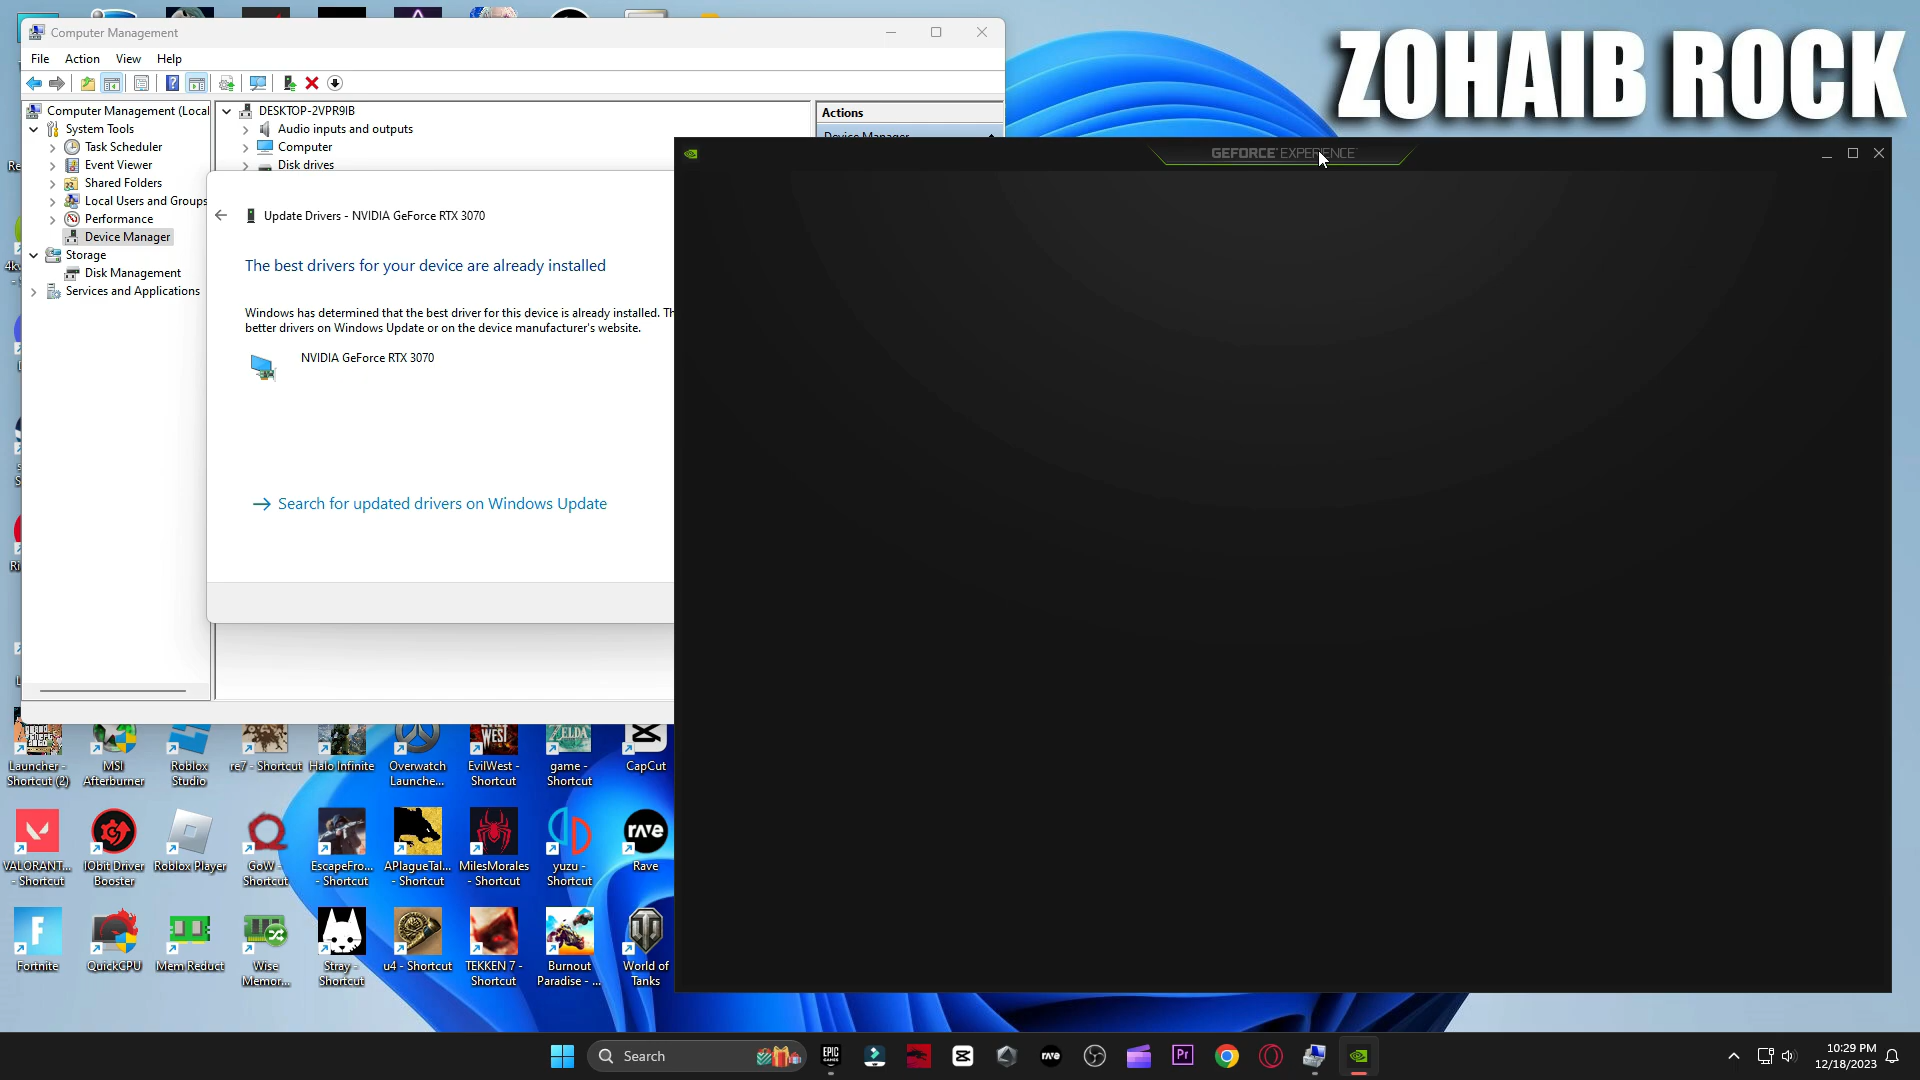 ZOHAIB ROCK
Computer Management
File Action View Help
Computer Management (Local
System Tools
Task Scheduler
Event Viewer
Shared Folders
Local Users and Groups
Performance
Device Manager
Storage
Disk Management
Services and Applications
DESKTOP-2VPR9IB
Audio inputs and outputs
Computer
Disk drives
Actions
Device Manager
Update Drivers - NVIDIA GeForce RTX 3070
The best drivers for your device are already installed
Windows has determined that the best driver for this device is already installed. Th
better drivers on Windows Update or on the device manufacturer's website.
NVIDIA GeForce RTX 3070
Search for updated drivers on Windows Update
GEFORCE EXPERIENCE
Launcher -
Shortcut (2)
MSI
Afterburner
Roblox
Studio
re7 - Shortcut
Halo Infinite
Overwatch
Launche...
EvilWest -
Shortcut
game -
Shortcut
CapCut
VALORANT...
- Shortcut
IObit Driver
Booster
Roblox Player
GoW -
Shortcut
EscapeFro...
- Shortcut
APlagueTal...
- Shortcut
MilesMorales
- Shortcut
yuzu -
Shortcut
rave
Rave
Fortnite
QuickCPU
Mem Reduct
Wise
Memor...
Stray -
Shortcut
u4 - Shortcut
TEKKEN 7 -
Shortcut
Burnout
Paradise - ...
World of
Tanks
Search
EPIC
GAMES
rave
Pr
10:29 PM
12/18/2023